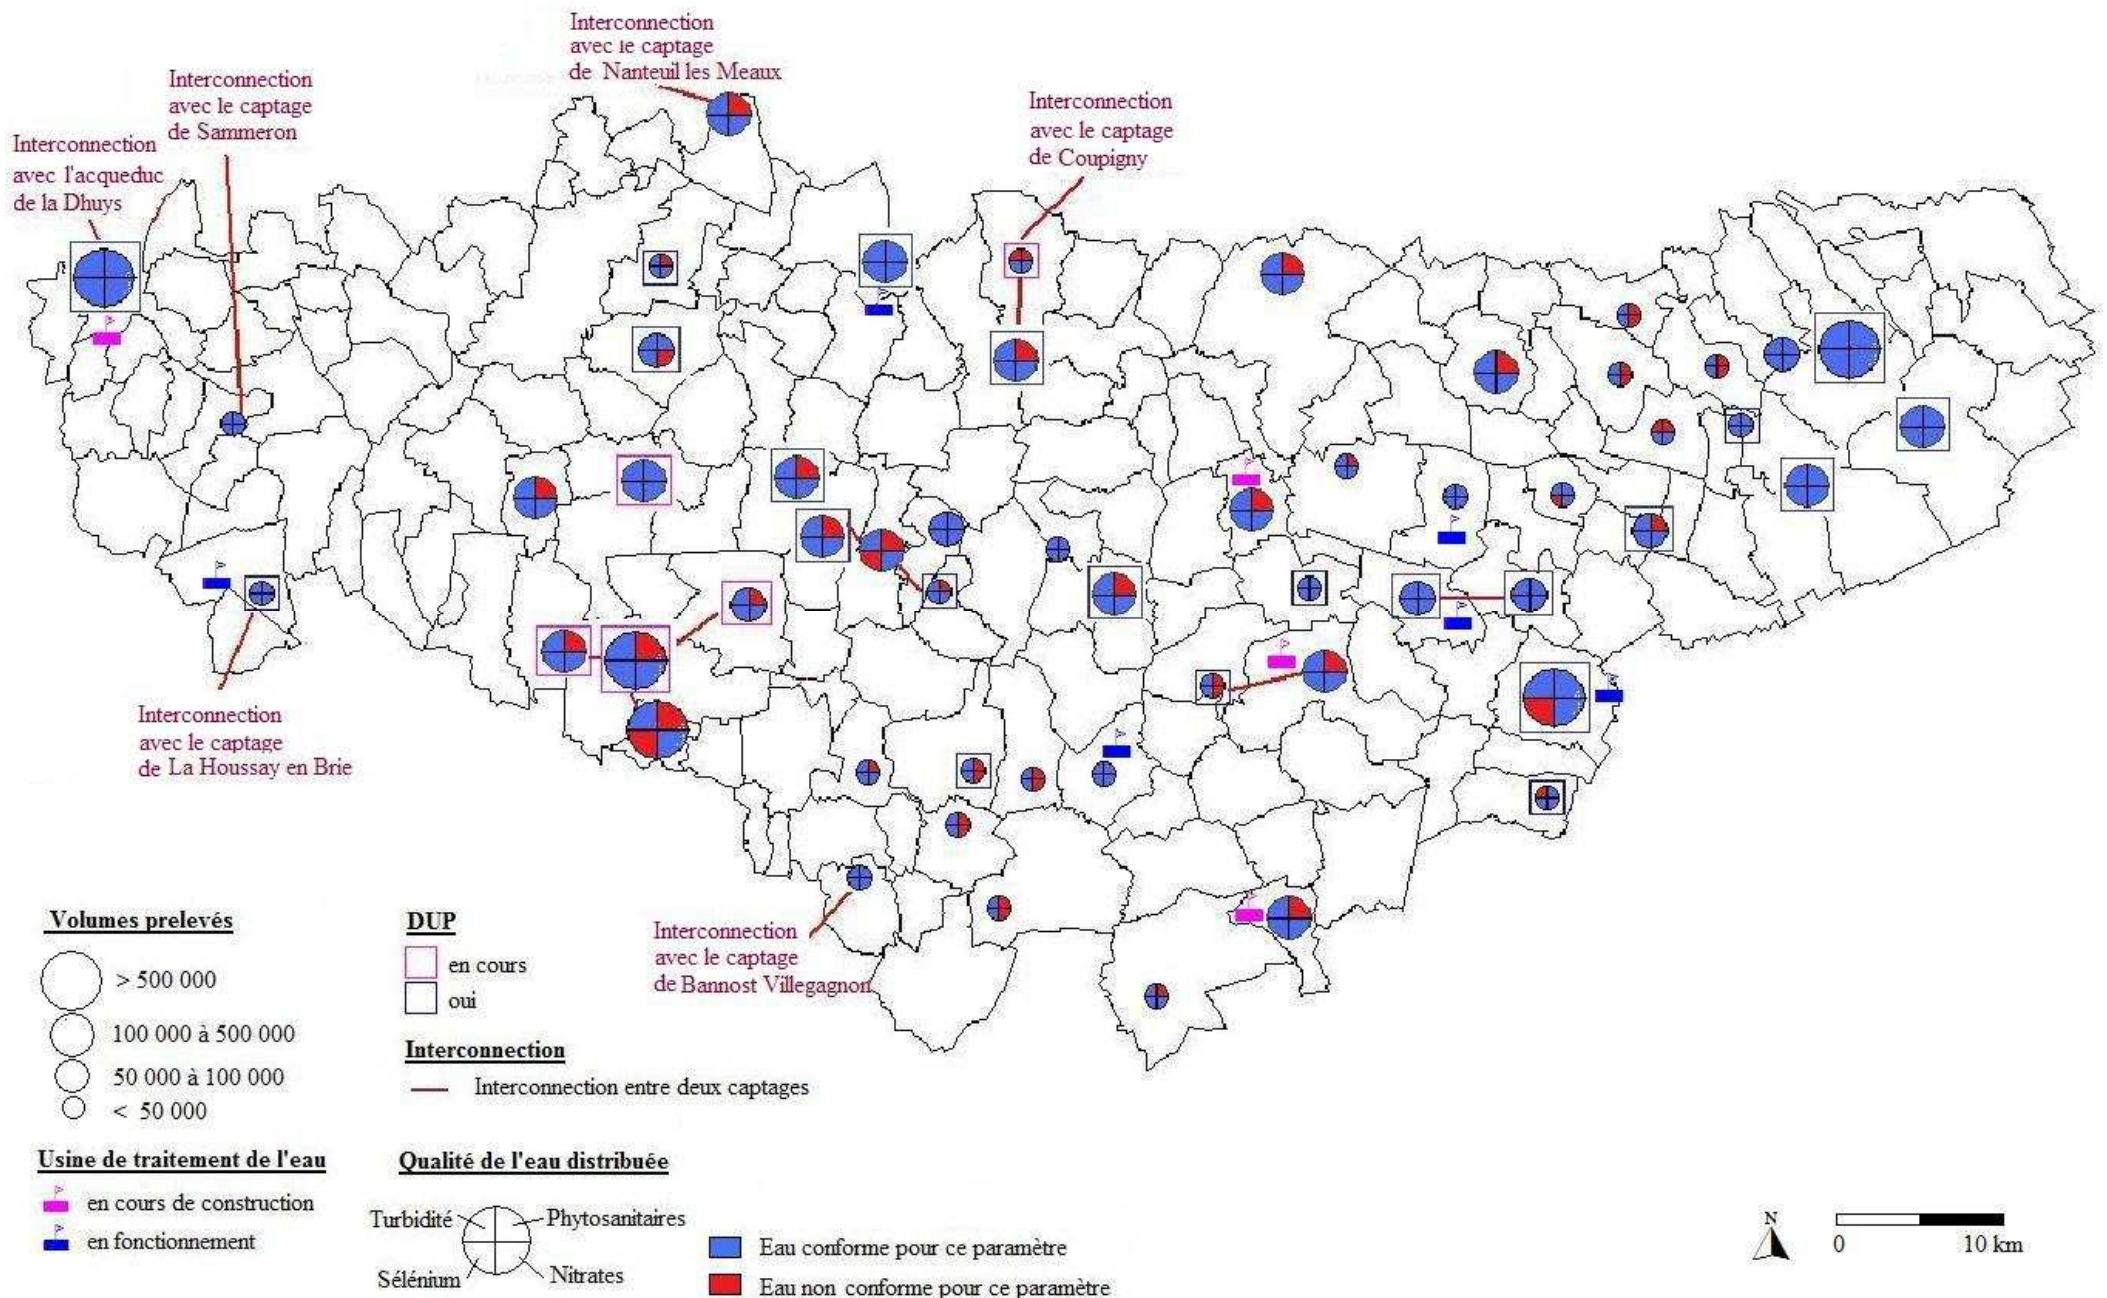 Interconnection
avec le captage
de Nanteuil les Meaux
Interconnection
avec le captage
de Sammeron
Interconnection
avec le captage
de Coupigny
Interconnection
avec l'acqueduc
de la Dhuys
Interconnection
avec le captage
de La Houssay en Brie
Interconnection
avec le captage
de Bannost Villegagnon
Volumes prelevés
> 500 000
100 000 à 500 000
50 000 à 100 000
< 50 000
DUP
en cours
oui
Interconnection
Interconnection entre deux captages
Usine de traitement de l'eau
en cours de construction
en fonctionnement
Qualité de l'eau distribuée
Turbidité
Phytosanitaires
Sélénium
Nitrates
Eau conforme pour ce paramètre
Eau non conforme pour ce paramètre
N
0 10 km